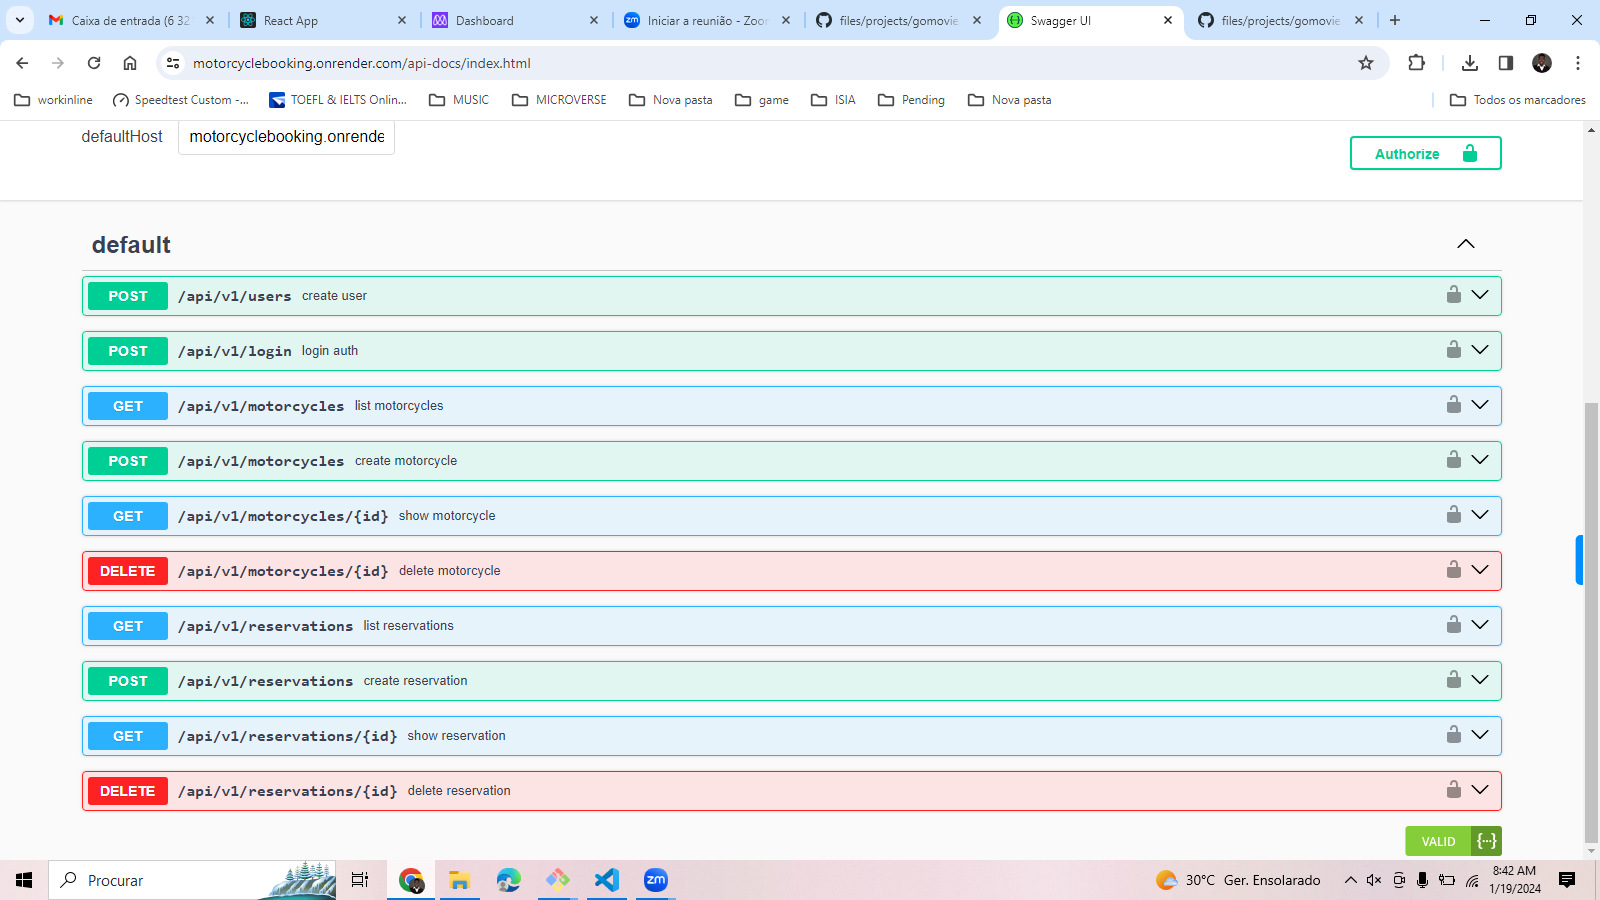 Caixa de entrada (6 32
React App
Dashboard
Iniciar a reunião - Zoom
files/projects/gomovie
Swagger UI
files/projects/gomovie
motorcyclebooking.onrender.com/api-docs/index.html
workinline
Speedtest Custom -...
TOEFL & IELTS Onlin...
MUSIC
MICROVERSE
Nova pasta
game
ISIA
Pending
Nova pasta
Todos os marcadores
defaultHost
motorcyclebooking.onrende
Authorize
default
POST /api/v1/users create user
POST /api/v1/login login auth
GET /api/v1/motorcycles list motorcycles
POST /api/v1/motorcycles create motorcycle
GET /api/v1/motorcycles/{id} show motorcycle
DELETE /api/v1/motorcycles/{id} delete motorcycle
GET /api/v1/reservations list reservations
POST /api/v1/reservations create reservation
GET /api/v1/reservations/{id} show reservation
DELETE /api/v1/reservations/{id} delete reservation
VALID {...}
Procurar
zm
30°C Ger. Ensolarado
8:42 AM
1/19/2024